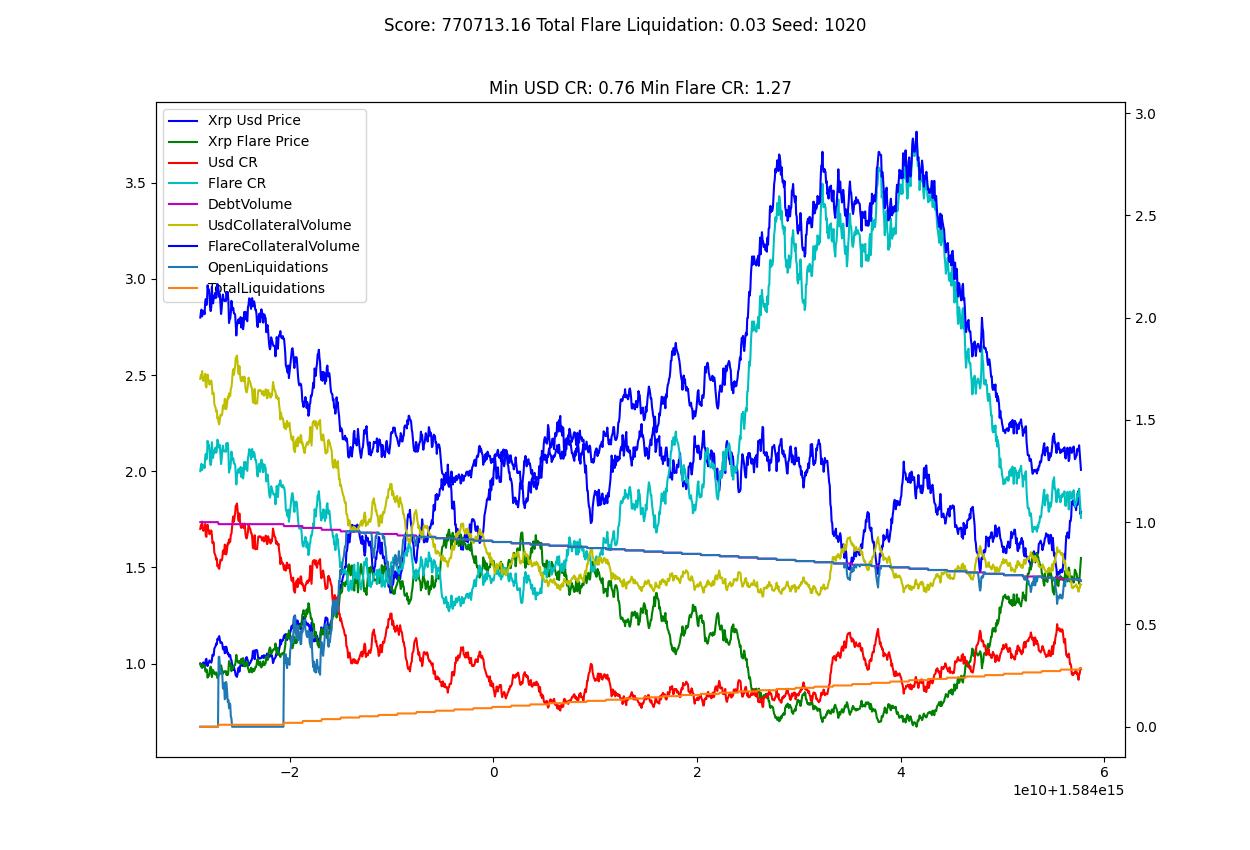 Score: 770713.16 Total Flare Liquidation: 0.03 Seed: 1020
Min USD CR: 0.76 Min Flare CR: 1.27
Xrp Usd Price
Xrp Flare Price
Usd CR
Flare CR
DebtVolume
UsdCollateralVolume
FlareCollateralVolume
OpenLiquidations
TotalLiquidations
3.5
3.0
2.5
2.0
1.5
1.0
3.0
2.5
2.0
1.5
1.0
0.5
0.0
−2
0
2
4
6
1e10+1.584e15